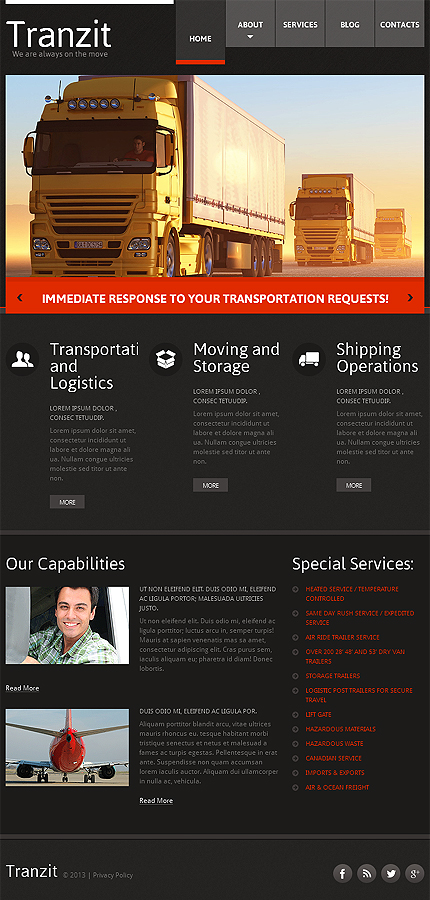 Tranzit
We are always on the move
HOME
ABOUT
SERVICES
BLOG
CONTACTS
IMMEDIATE RESPONSE TO YOUR TRANSPORTATION REQUESTS!
Transportati
and
Logistics
LOREM IPSUM DOLOR ,
CONSEC TETUUDIP.
Lorem ipsum dolor sit amet,
consectetur incididunt ut
labore et dolore magna ali
ua. Nullam congue ultricies
molestie sed titor ut ante
non.
MORE
Moving and
Storage
LOREM IPSUM DOLOR ,
CONSEC TETUUDIP.
Lorem ipsum dolor sit amet,
consectetur incididunt ut
labore et dolore magna ali
ua. Nullam congue ultricies
molestie sed titor ut ante
non.
MORE
Shipping
Operations
LOREM IPSUM DOLOR ,
CONSEC TETUUDIP.
Lorem ipsum dolor sit amet,
consectetur incididunt ut
labore et dolore magna ali
ua. Nullam congue ultricies
molestie sed titor ut ante
non.
MORE
Our Capabilities
UT NON ELEIFEND ELIT. DUIS ODIO MI, ELEIFEND
AC LIGULA PORTOR; MALESUADA ULTRICIES
JUSTO.
Ut non eleifend elit. Duis odio mi, eleifend ac
ligula porttitor; luctus arcu in, semper turpis!
Mauris at sapien venenatis odio ipsum,
consectetur adipiscing elit. Cras purus sem,
iaculis aliquam eu; pharetra id diam! Donec
lobortis.
Read More
DUIS ODIO MI, ELEIFEND AC LIGULA POR.
Aliquam porttitor blandit arcu, vitae ultrices
mauris rhoncus eu. tesque habitant morbi
tristique senectus et netus et malesuad a
fames ac turpis egestas. Pellentesque in erat
ante. Suspendisse non quam accumsan
lorem iaculis auctor. Aliquam dui ullamcorper
in nulla ac, vehicula.
Read More
Special Services:
HEATED SERVICE / TEMPERATURE
CONTROLLED
SAME DAY RUSH SERVICE / EXPEDITED
SERVICE
AIR RIDE TRAILER SERVICE
OVER 200 28' 48' AND 53' DRY VAN
TRAILERS
STORAGE TRAILERS
LOGISTIC POST TRAILERS FOR SECURE
TRAVEL
LIFT GATE
HAZARDOUS MATERIALS
HAZARDOUS WASTE
CANADIAN SERVICE
IMPORTS & EXPORTS
AIR & OCEAN FREIGHT
Tranzit © 2013 | Privacy Policy